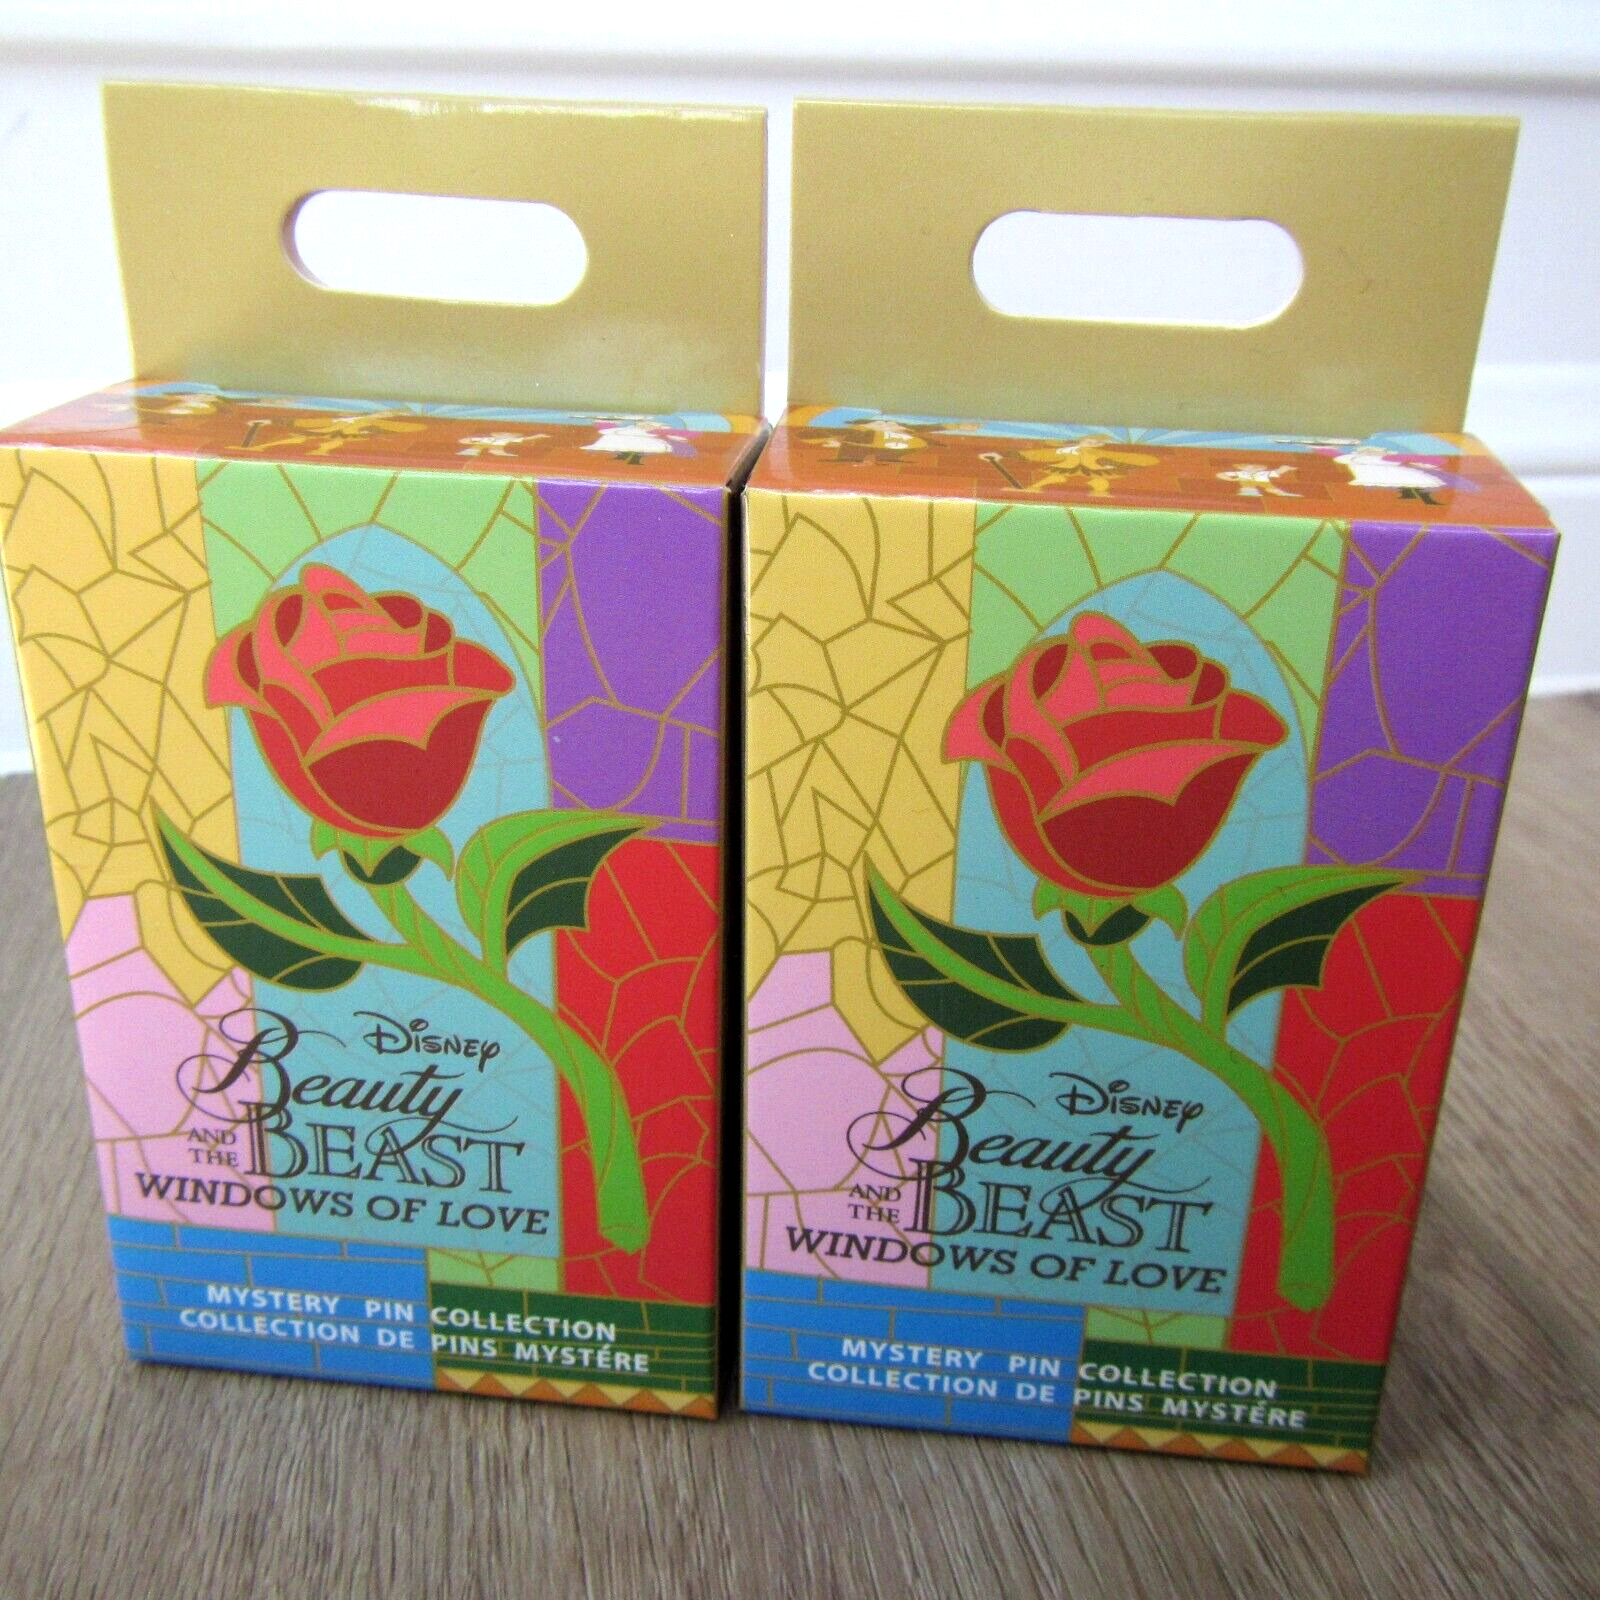 Disney
Beauty
AND THE BEAST
WINDOWS OF LOVE
MYSTERY PIN COLLECTION
COLLECTION DE PINS MYSTÉRE
Disney
Beauty
AND THE BEAST
WINDOWS OF LOVE
MYSTERY PIN COLLECTION
COLLECTION DE PINS MYSTÉRE